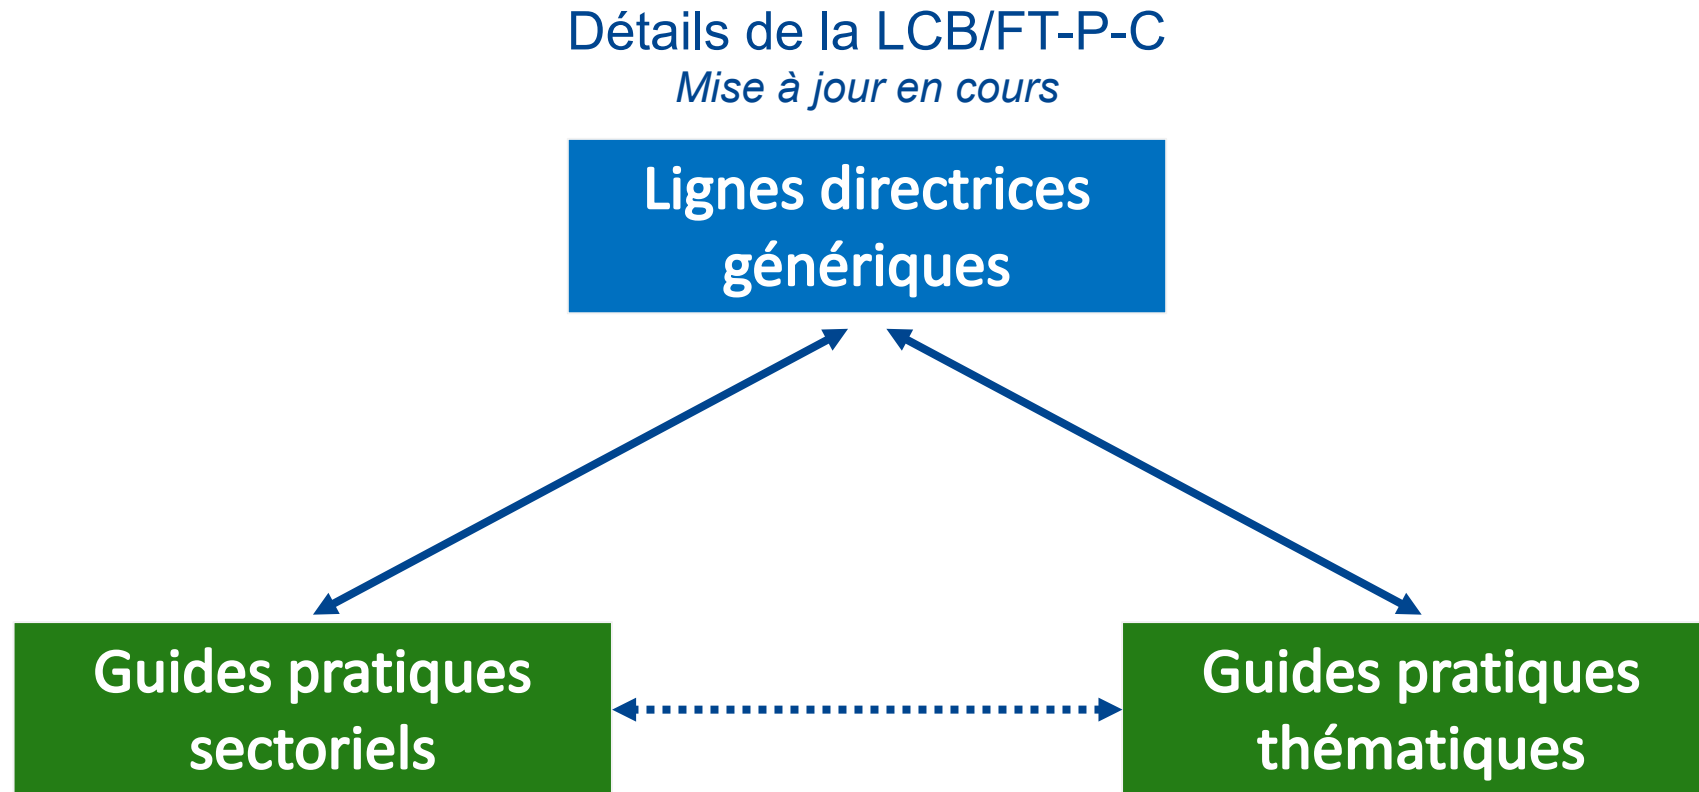 Détails de la LCB/FT-P-C
Mise à jour en cours
Lignes directrices
génériques
Guides pratiques
sectoriels
Guides pratiques
thématiques